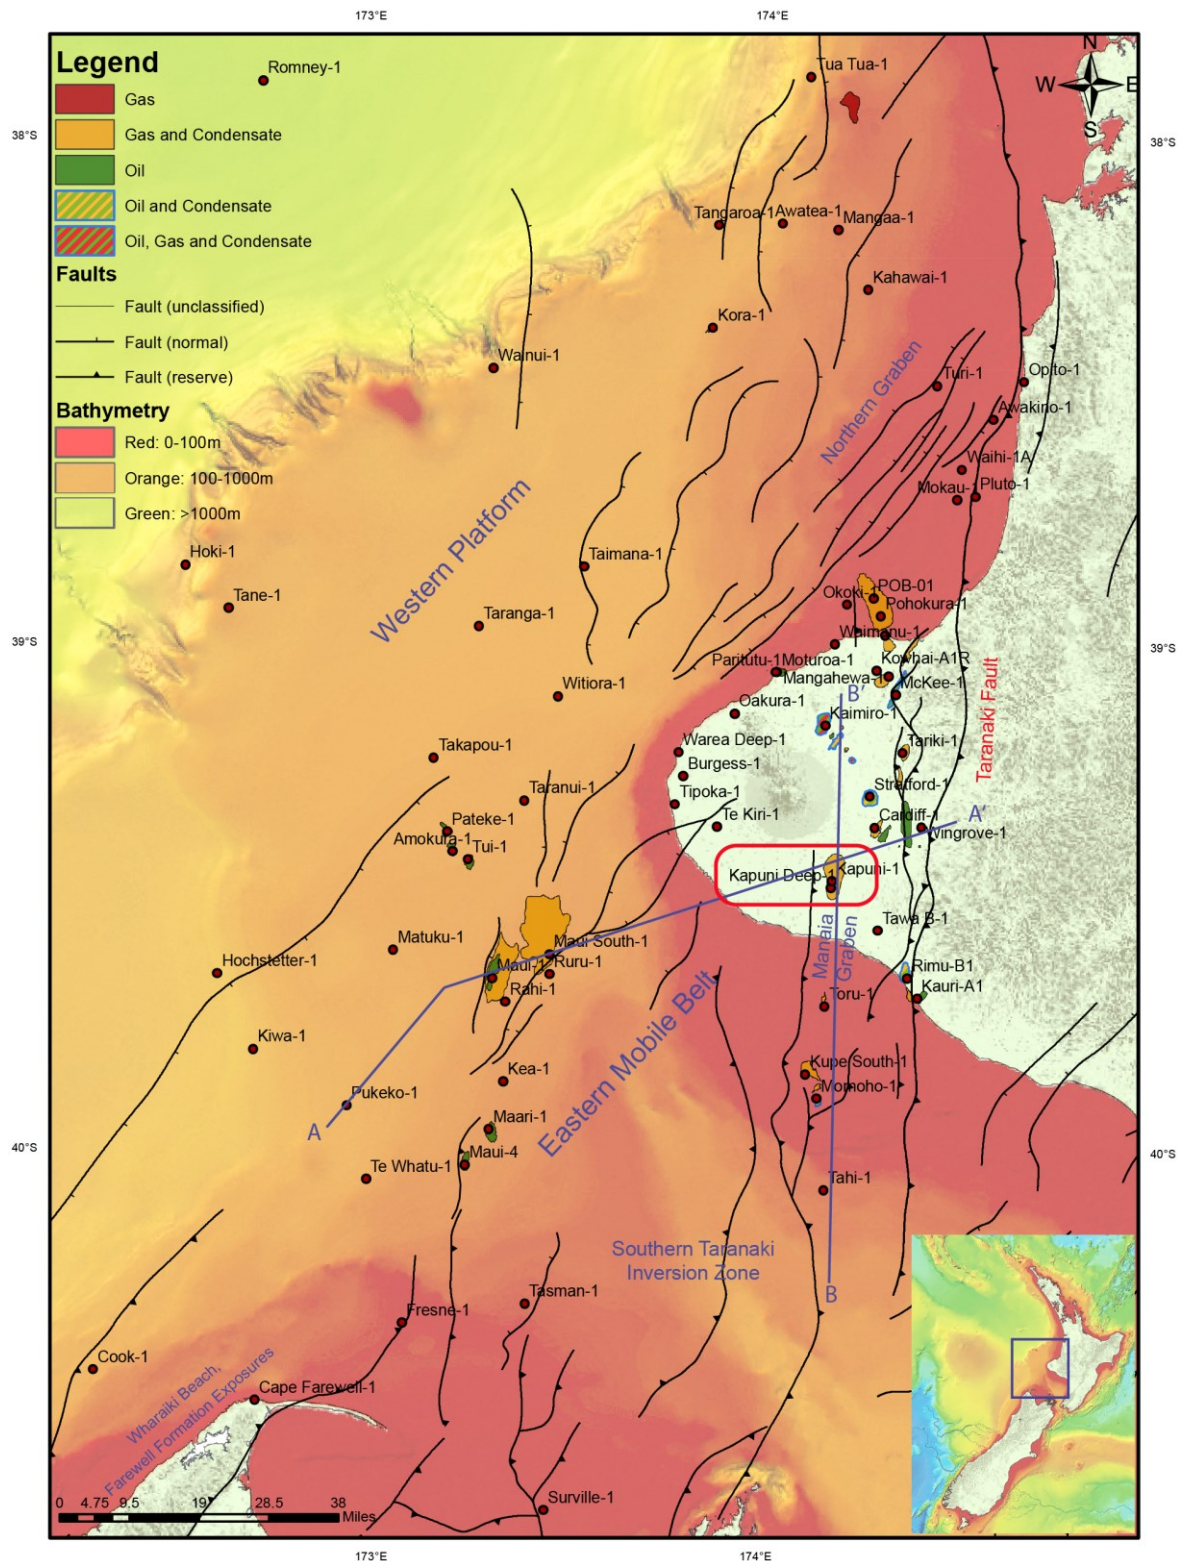 173°E
174°E
38°S
38°S
39°S
39°S
40°S
40°S
173°E
174°E
Legend
Gas
Gas and Condensate
Oil
Oil and Condensate
Oil, Gas and Condensate
Faults
Fault (unclassified)
Fault (normal)
Fault (reserve)
Bathymetry
Red: 0-100m
Orange: 100-1000m
Green: >1000m
N
W
E
S
Romney-1
Tua Tua-1
Tangaroa-1
Awatea-1
Mangaa-1
Kahawai-1
Kora-1
Wainui-1
Northern Graben
Turi-1
Opito-1
Awakino-1
Waihi-1A
Mokau-1
Pluto-1
Western Platform
Hoki-1
Tane-1
Taimana-1
Taranga-1
Okoki-1
POB-01
Pohokura-1
Waimanu-1
Paritutu-1
Moturoa-1
Kowhai-A1R
Mangahewa-1
McKee-1
Witiora-1
B'
Oakura-1
Kaimiro-1
Taranaki Fault
Takapou-1
Warea Deep-1
Tariki-1
Burgess-1
Taranui-1
Tipoka-1
Stratford-1
Pateke-1
Te Kiri-1
Cardiff-1
A'
Amokura-1
Tui-1
Wingrove-1
Kapuni Deep-1
Kapuni-1
Manaia
Graben
Tawa B-1
Matuku-1
Maui South-1
Hochstetter-1
Maui-1
Ruru-1
Rimu-B1
Rahi-1
Toru-1
Kauri-A1
Eastern Mobile Belt
Kiwa-1
Kea-1
Kupe South-1
Momoho-1
Pukeko-1
A
Maari-1
Maui-4
Te Whatu-1
Tahi-1
Southern Taranaki
Inversion Zone
B
Tasman-1
Fresne-1
Cook-1
Cape Farewell-1
Wharaiki Beach,
Farewell Formation Exposures
Surville-1
0 4.75 9.5 19 28.5 38
Miles